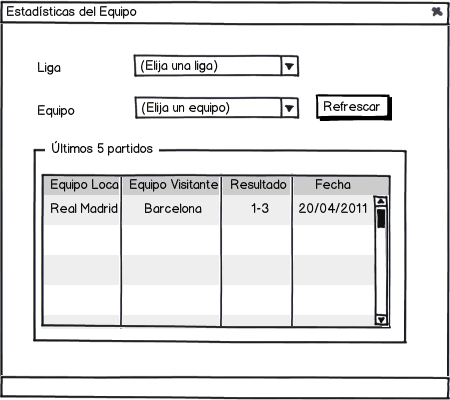 Estadísticas del Equipo
Liga (Elija una liga)
Equipo (Elija un equipo) Refrescar
Últimos 5 partidos
Equipo Loca Equipo Visitante Resultado Fecha
Real Madrid Barcelona 1-3 20/04/2011